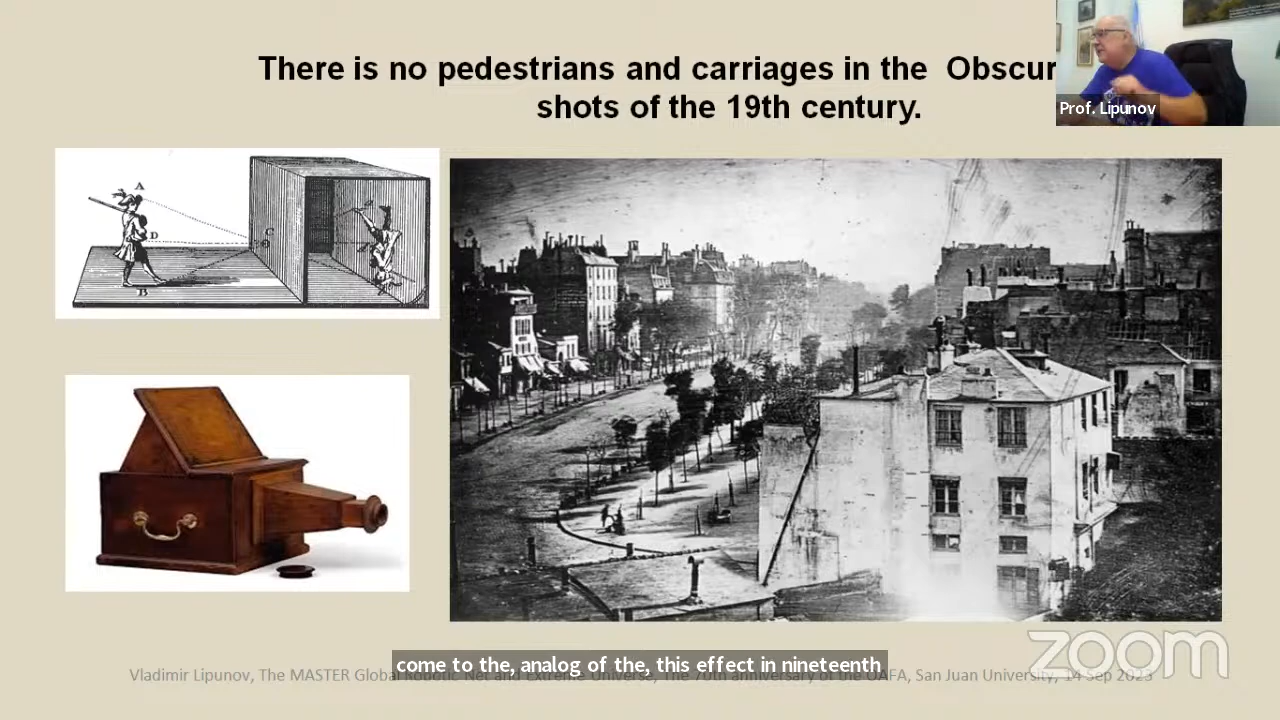 There is no pedestrians and carriages in the Obscur
shots of the 19th century.
Prof. Lipunov
A
D
C
B
come to the, analog of the, this effect in nineteenth
Vladimir Lipunov, The MASTER Global Robotic Net and Extreme Universe, The 70th anniversary of the OAFA, San Juan University, 14 Sep 2023
zoom